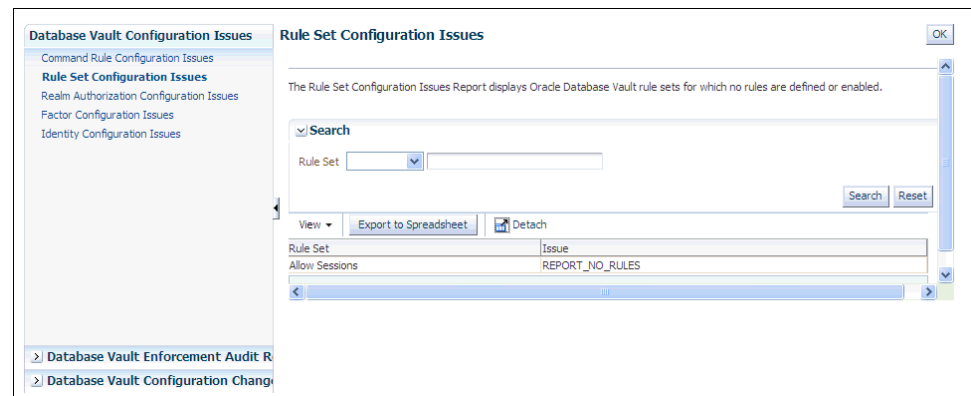 Database Vault Configuration Issues
Command Rule Configuration Issues
Rule Set Configuration Issues
Realm Authorization Configuration Issues
Factor Configuration Issues
Identity Configuration Issues
Database Vault Enforcement Audit R
Database Vault Configuration Chang
Rule Set Configuration Issues
OK
The Rule Set Configuration Issues Report displays Oracle Database Vault rule sets for which no rules are defined or enabled.
Search
Rule Set
Search Reset
View Export to Spreadsheet Detach
Rule Set Issue
Allow Sessions REPORT_NO_RULES